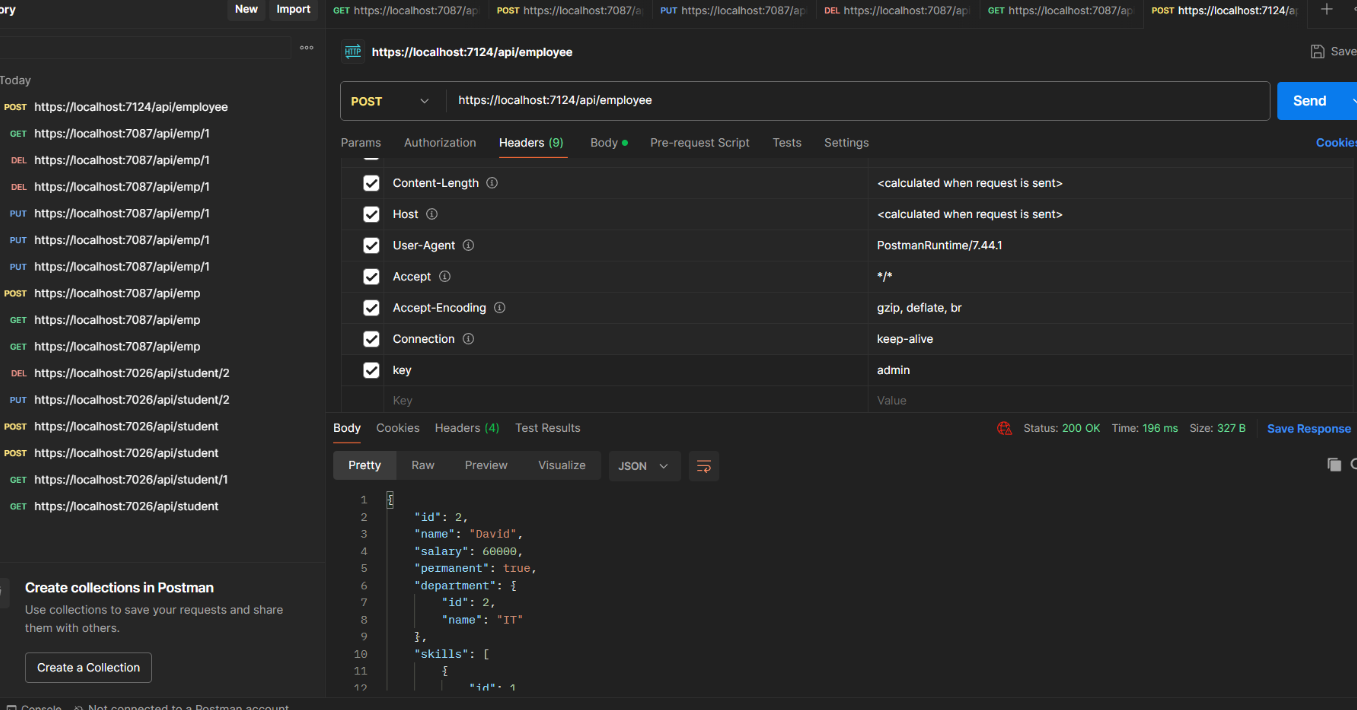 ory New Import
GET https://localhost:7087/ap POST https://localhost:7087/a PUT https://localhost:7087/ap DEL https://localhost:7087/api GET https://localhost:7087/ap POST https://localhost:7124/a
HTTP https://localhost:7124/api/employee Save
Today
POST https://localhost:7124/api/employee
GET https://localhost:7087/api/emp/1
DEL https://localhost:7087/api/emp/1
DEL https://localhost:7087/api/emp/1
PUT https://localhost:7087/api/emp/1
PUT https://localhost:7087/api/emp/1
PUT https://localhost:7087/api/emp/1
POST https://localhost:7087/api/emp
GET https://localhost:7087/api/emp
GET https://localhost:7087/api/emp
DEL https://localhost:7026/api/student/2
PUT https://localhost:7026/api/student/2
POST https://localhost:7026/api/student
POST https://localhost:7026/api/student
GET https://localhost:7026/api/student/1
GET https://localhost:7026/api/student
Create collections in Postman
Use collections to save your requests and share
them with others.
Create a Collection
POST https://localhost:7124/api/employee Send
Params Authorization Headers (9) Body Pre-request Script Tests Settings Cookies
Content-Length <calculated when request is sent>
Host <calculated when request is sent>
User-Agent PostmanRuntime/7.44.1
Accept */*
Accept-Encoding gzip, deflate, br
Connection keep-alive
key admin
Key Value
Body Cookies Headers (4) Test Results Status: 200 OK Time: 196 ms Size: 327 B Save Response
Pretty Raw Preview Visualize JSON
1 {
2 "id": 2,
3 "name": "David",
4 "salary": 60000,
5 "permanent": true,
6 "department": {
7 "id": 2,
8 "name": "IT"
9 },
10 "skills": [
11 {
12 "id": 1
Console Not connected to a Postman account